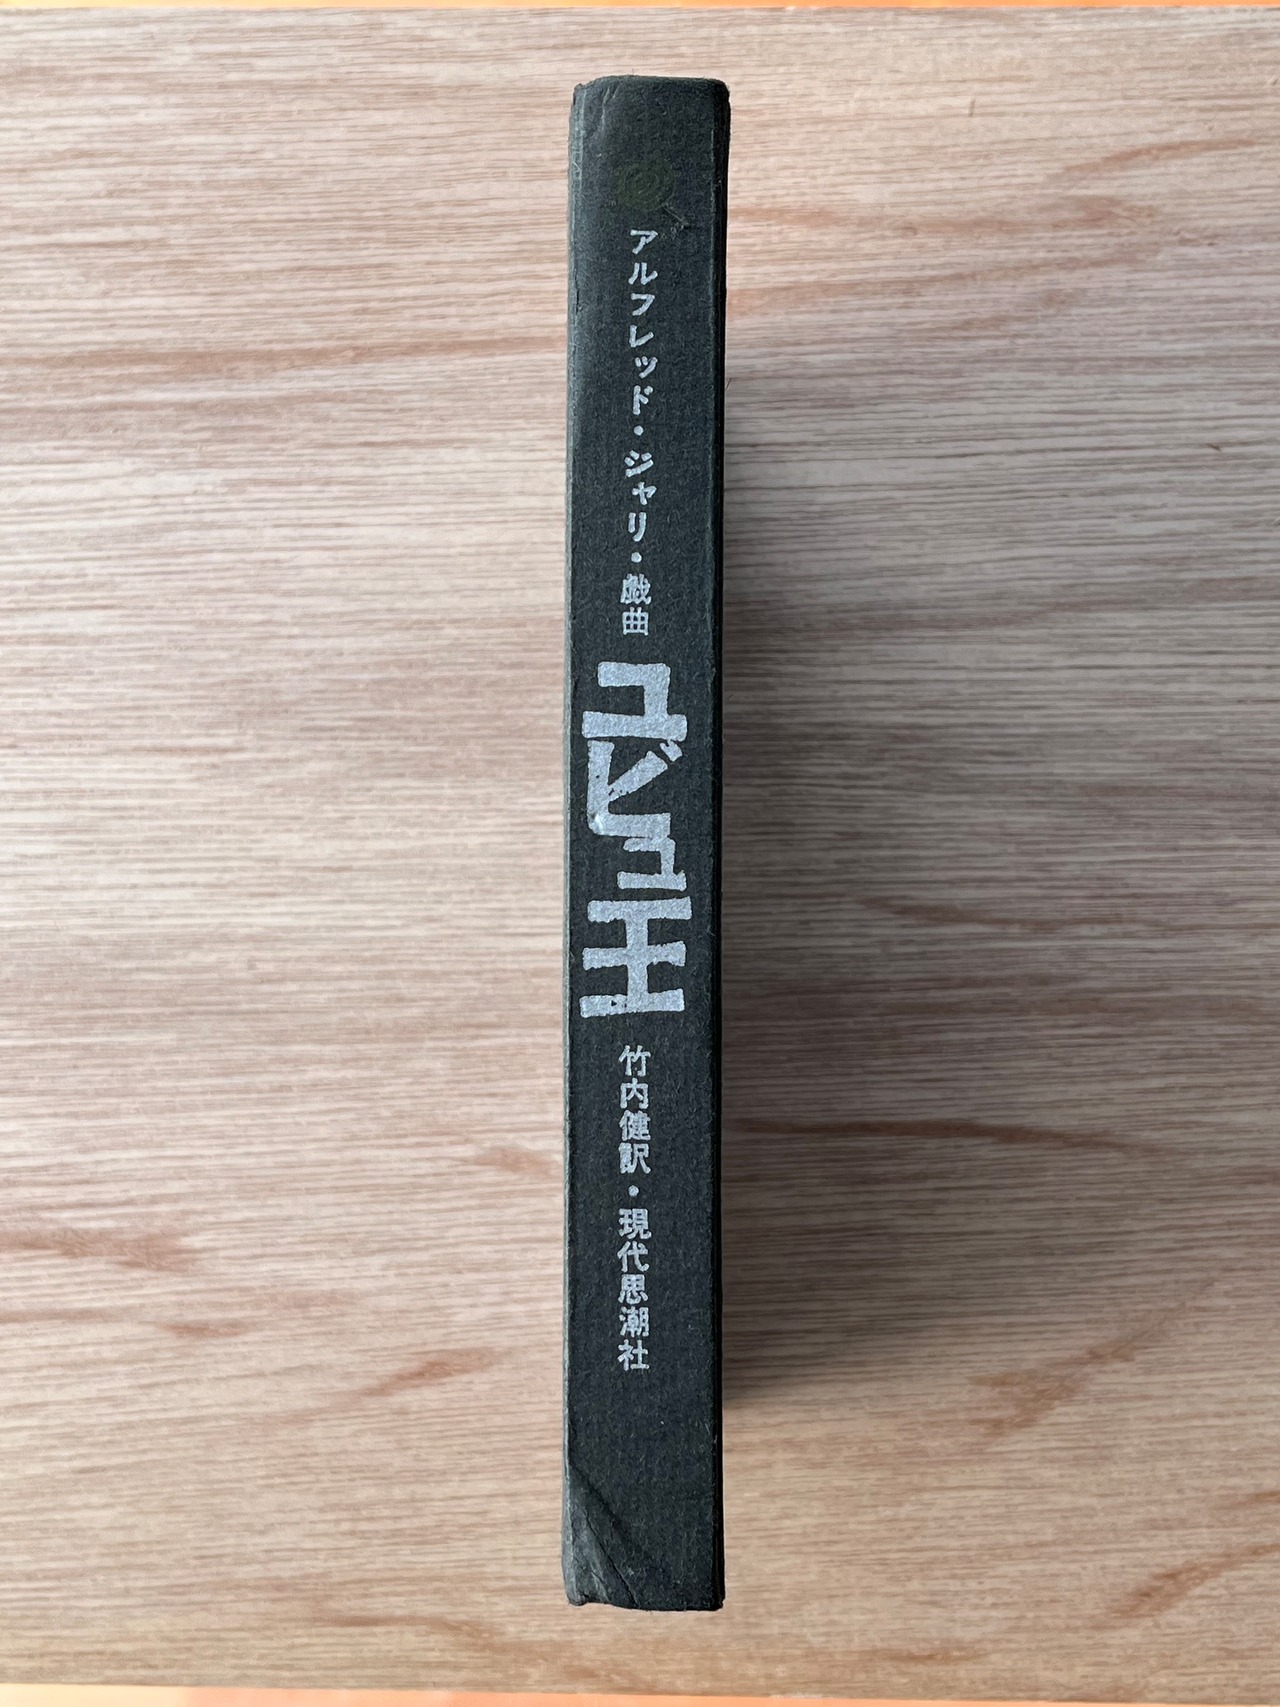 アルフレッド・ジャリ・戯曲
ユビュ王
竹内健訳・現代思潮社